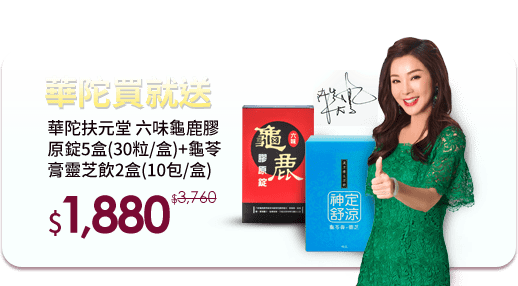 華陀買就送
華陀扶元堂 六味龜鹿膠
原錠5盒(30粒/盒)+龜苓
膏靈芝飲2盒(10包/盒)
$3,760
$1,880
六味
龜鹿
膠原錠
定涼
神舒